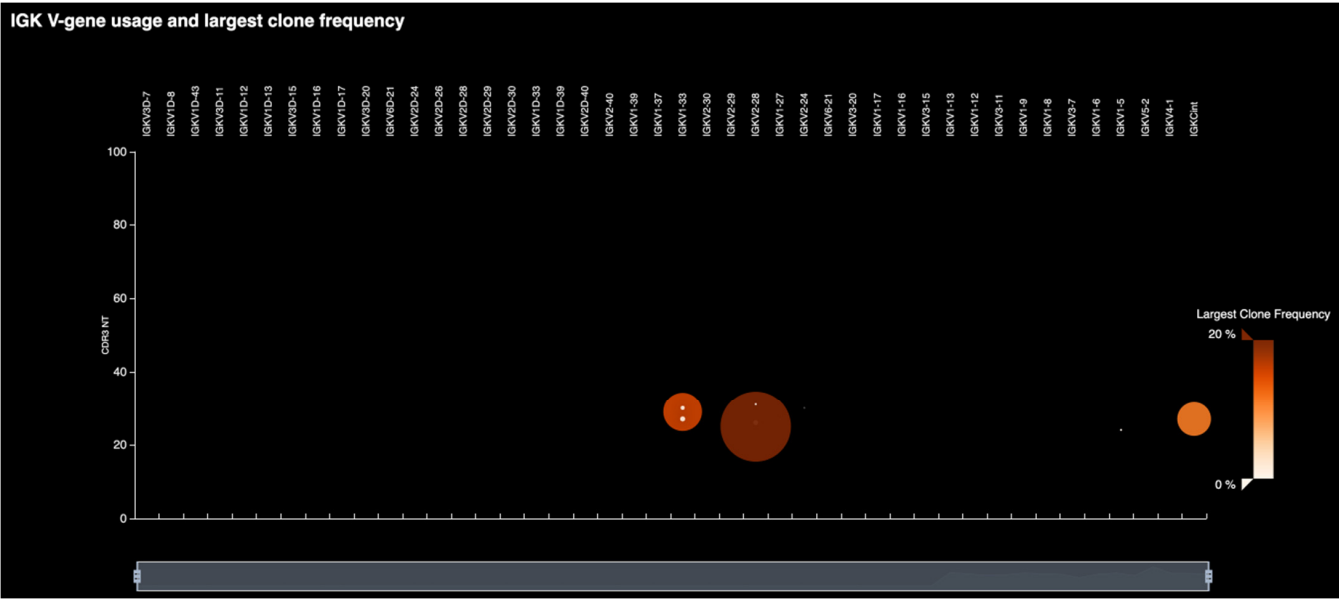 IGK V-gene usage and largest clone frequency
IGKV3D-7
IGKV1D-8
IGKV1D-43
IGKV3D-11
IGKV1D-12
IGKV1D-13
IGKV3D-15
IGKV1D-16
IGKV1D-17
IGKV3D-20
IGKV6D-21
IGKV2D-24
IGKV2D-26
IGKV2D-28
IGKV2D-29
IGKV2D-30
IGKV1D-33
IGKV1D-39
IGKV2D-40
IGKV2-40
IGKV1-39
IGKV1-37
IGKV1-33
IGKV2-30
IGKV2-29
IGKV2-28
IGKV1-27
IGKV2-24
IGKV6-21
IGKV3-20
IGKV1-17
IGKV1-16
IGKV3-15
IGKV1-13
IGKV1-12
IGKV3-11
IGKV1-9
IGKV1-8
IGKV3-7
IGKV1-6
IGKV1-5
IGKV5-2
IGKV4-1
IGKCint
100
80
60
40
20
0
CDR3 NT
Largest Clone Frequency
20 %
0 %